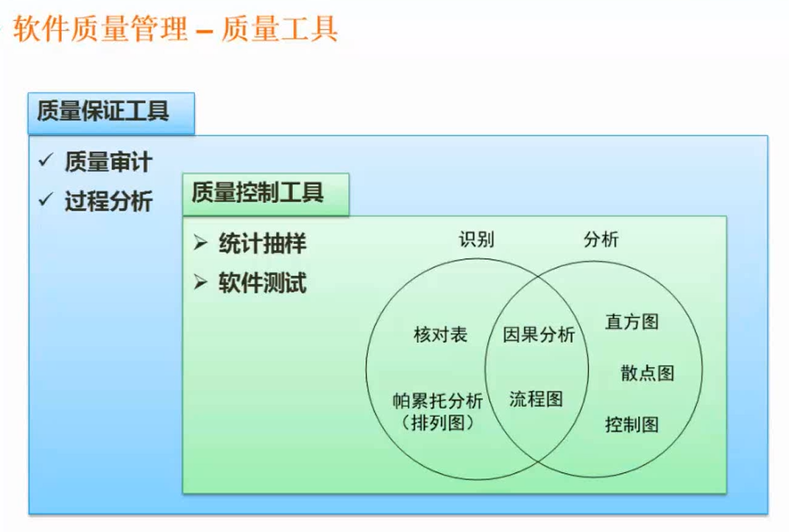 软件质量管理 – 质量工具
质量保证工具
✓ 质量审计
✓ 过程分析
质量控制工具
➢ 统计抽样
➢ 软件测试
识别
分析
核对表
帕累托分析
（排列图）
因果分析
流程图
直方图
散点图
控制图